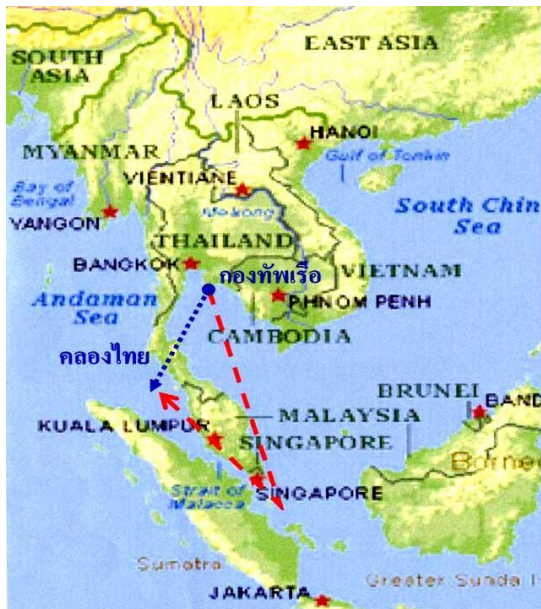 EAST ASIA
SOUTH
ASIA
LAOS
HANOI
MYANMAR
Gulf of Tonkin
VIENTIANE
Bay of
Bengal
YANGON
Mekong
South Chin
Sea
THAILAND
BANGKOK
กองทัพเรือ
VIETNAM
Andaman
Sea
PHNOM PENH
CAMBODIA
คลองไทย
BRUNEI
BAND
MALAYSIA
KUALA LUMPUR
SINGAPORE
Borne
Strait of
Malacca
SINGAPORE
Sumatra
Greater Sunda I
JAKARTA